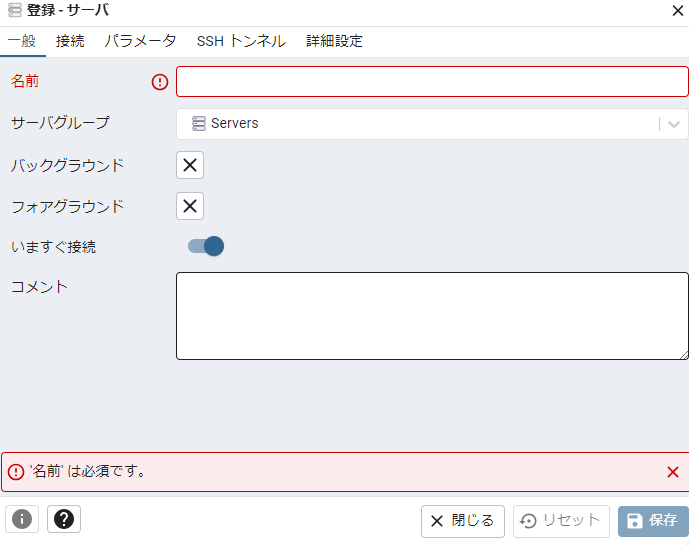 登録 - サーバ
一般 接続 パラメータ SSH トンネル 詳細設定
名前
サーバグループ Servers
バックグラウンド
フォアグラウンド
いますぐ接続
コメント
'名前' は必須です。
閉じる リセット 保存